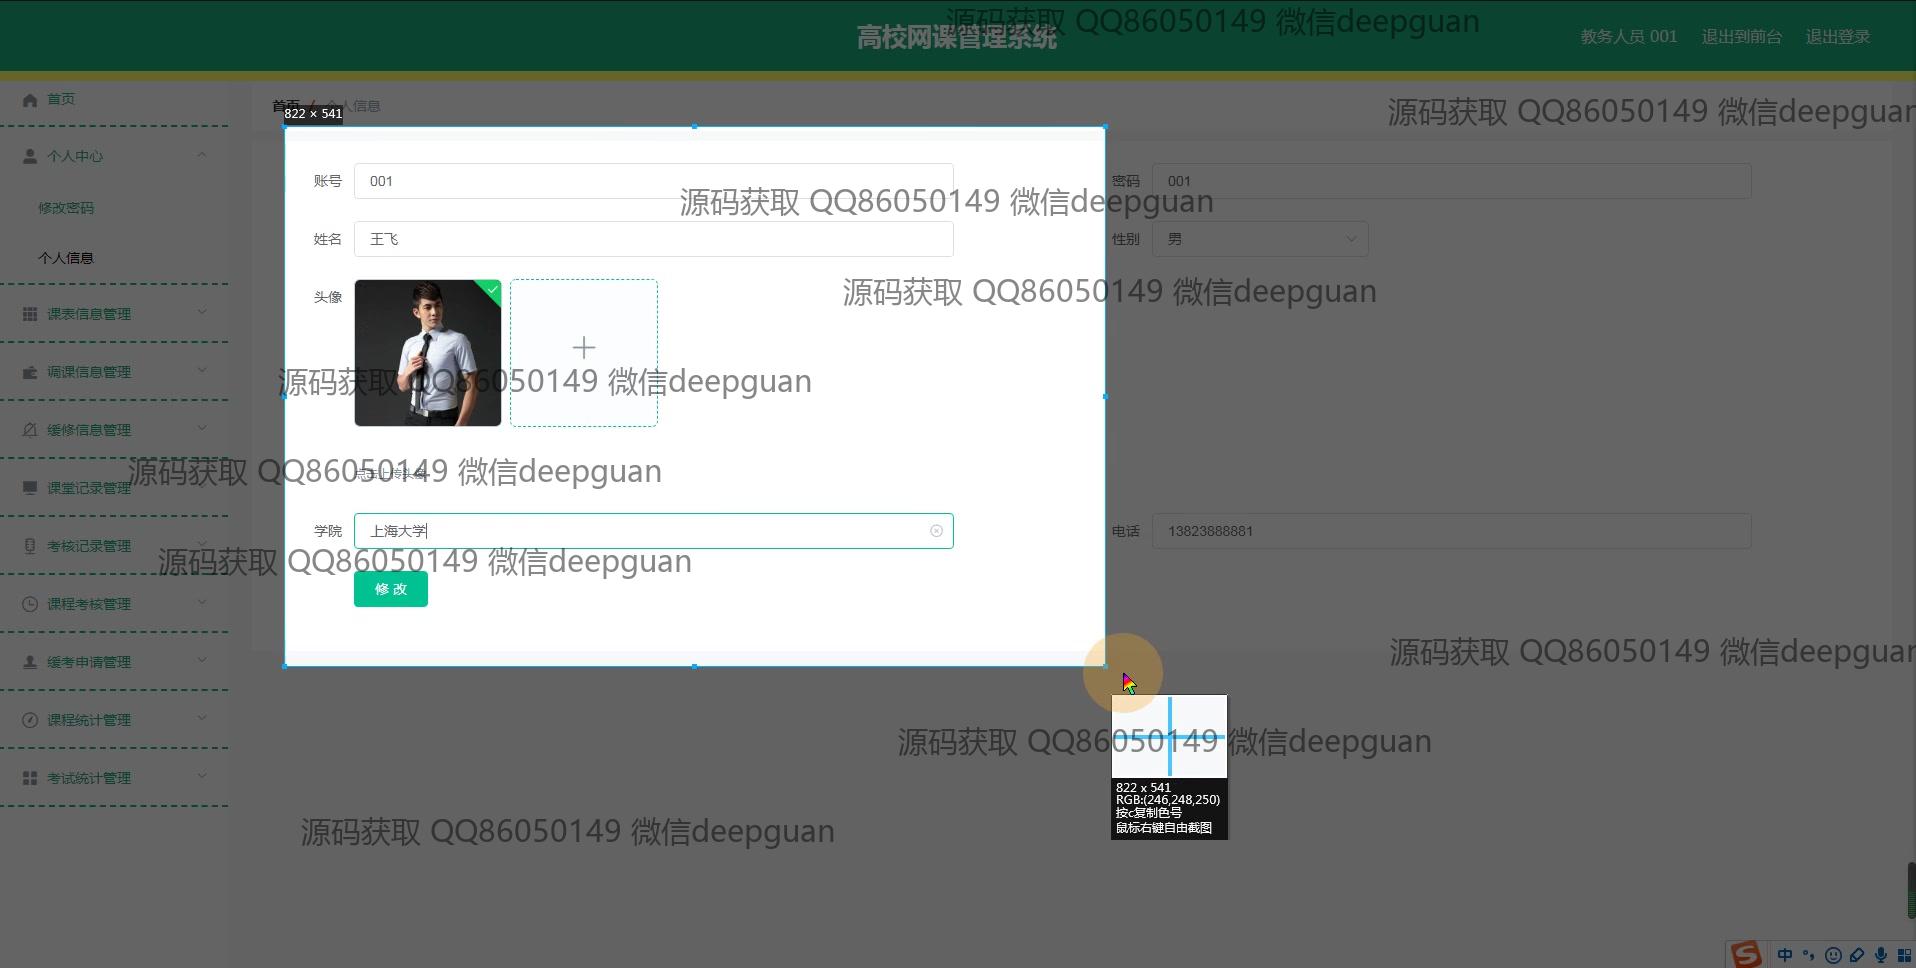 高校网课管理系统
源码获取 QQ86050149 微信deepguan
教务人员 001
退出到前台
退出登录
首页
首页 / 个人信息
源码获取 QQ86050149 微信deepguan
822 × 541
个人中心
账号
001
密码
001
源码获取 QQ86050149 微信deepguan
修改密码
姓名
王飞
性别
男
个人信息
头像
源码获取 QQ86050149 微信deepguan
课表信息管理
调课信息管理
源码获取 QQ86050149 微信deepguan
缓修信息管理
点击上传头像
源码获取 QQ86050149 微信deepguan
课堂记录管理
学院
上海大学
电话
13823888881
考核记录管理
源码获取 QQ86050149 微信deepguan
修 改
课程考核管理
缓考申请管理
源码获取 QQ86050149 微信deepguan
课程统计管理
源码获取 QQ86050149 微信deepguan
考试统计管理
822 x 541
RGB:(246,248,250)
按c复制色号
鼠标右键自由截图
源码获取 QQ86050149 微信deepguan
中